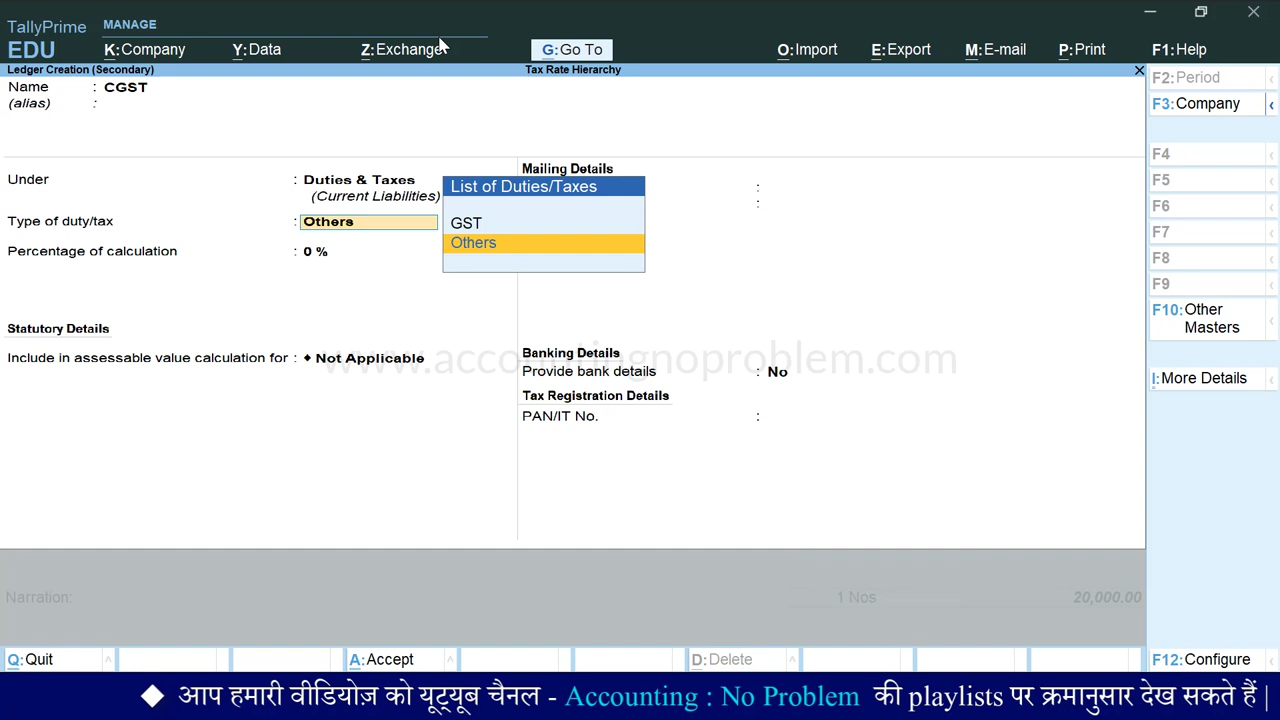 TallyPrime
EDU
MANAGE
K:Company Y:Data Z:Exchange G:Go To O:Import E:Export M:E-mail P:Print F1:Help
Ledger Creation (Secondary) Tax Rate Hierarchy
Name : CGST
(alias) :
Under : Duties & Taxes
(Current Liabilities)
Type of duty/tax : Others
Percentage of calculation : 0 %
List of Duties/Taxes
GST
Others
Statutory Details
Include in assessable value calculation for : ◆ Not Applicable
Mailing Details
:
:
Banking Details
Provide bank details : No
Tax Registration Details
PAN/IT No. :
www.accountingnoproblem.com
Narration: 1 Nos 20,000.00
F2:Period
F3:Company
F4
F5
F6
F7
F8
F9
F10:Other
Masters
I:More Details
Q:Quit A:Accept D:Delete F12:Configure
◆ आप हमारी वीडियोज़ को यूट्यूब चैनल - Accounting : No Problem की playlists पर क्रमानुसार देख सकते हैं |